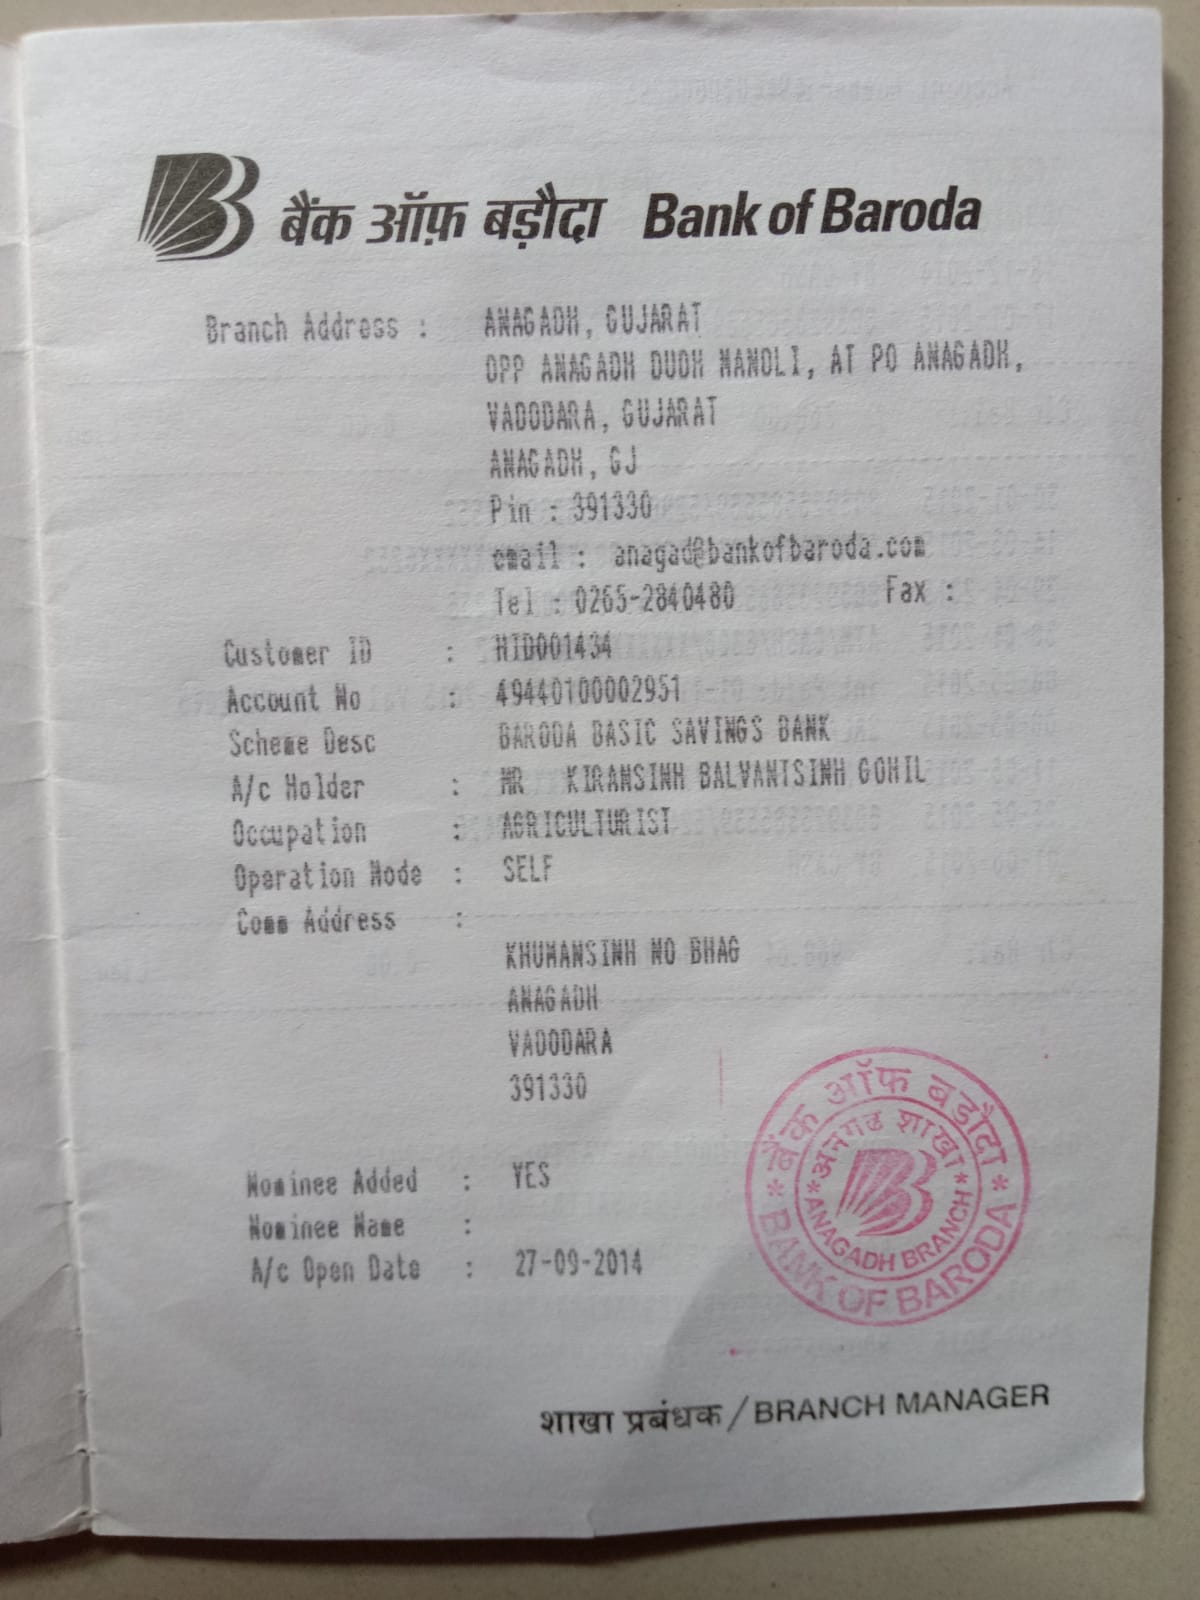 बैंक ऑफ़ बड़ौदा Bank of Baroda
Branch Address : ANAGADH, GUJARAT
OPP ANAGADH DUDH MANDLI, AT PO ANAGADH,
VADODARA, GUJARAT
ANAGADH, GJ
Pin : 391330
email : anagad@bankofbaroda.com
Tel : 0265-2840480 Fax :
Customer ID : HID001434
Account No : 49440100002951
Scheme Desc BARODA BASIC SAVINGS BANK
A/c Holder : MR KIRANSINH BALVANTSINH GOHIL
Occupation : AGRICULTURIST
Operation Mode : SELF
Comm Address :
KHUMANSINH NO BHAG
ANAGADH
VADODARA
391330
Nominee Added : YES
Nominee Name :
A/c Open Date : 27-09-2014
बैंक ऑफ बड़ौदा
अनगढ शाखा
ANAGADH BRANCH
BANK OF BARODA
शाखा प्रबंधक / BRANCH MANAGER